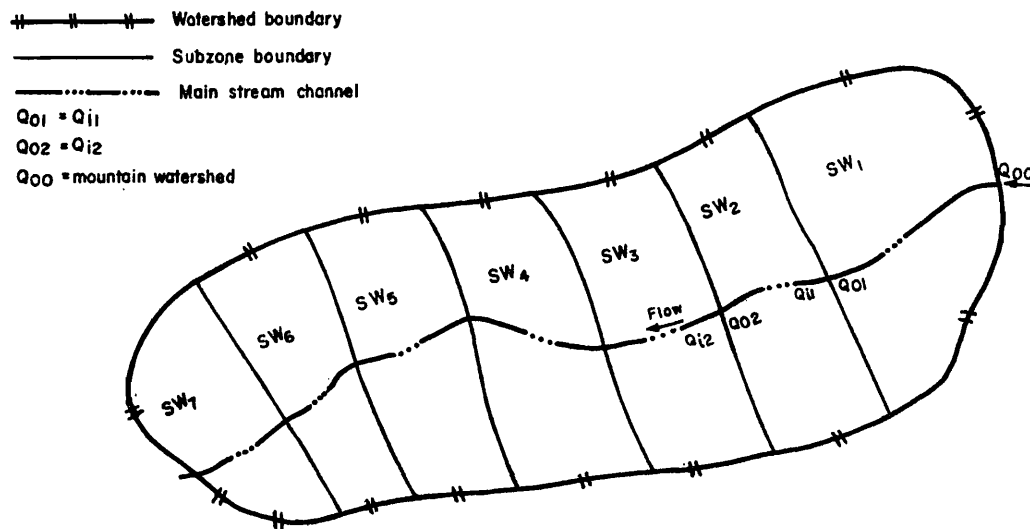 Watershed boundary
Subzone boundary
Main stream channel
Q01 = Qi1
Q02 = Qi2
Q00 = mountain watershed
SW1
Q00
SW2
SW3
SW4
Qi1
Q01
SW5
Flow
Q02
Qi2
SW6
SW7